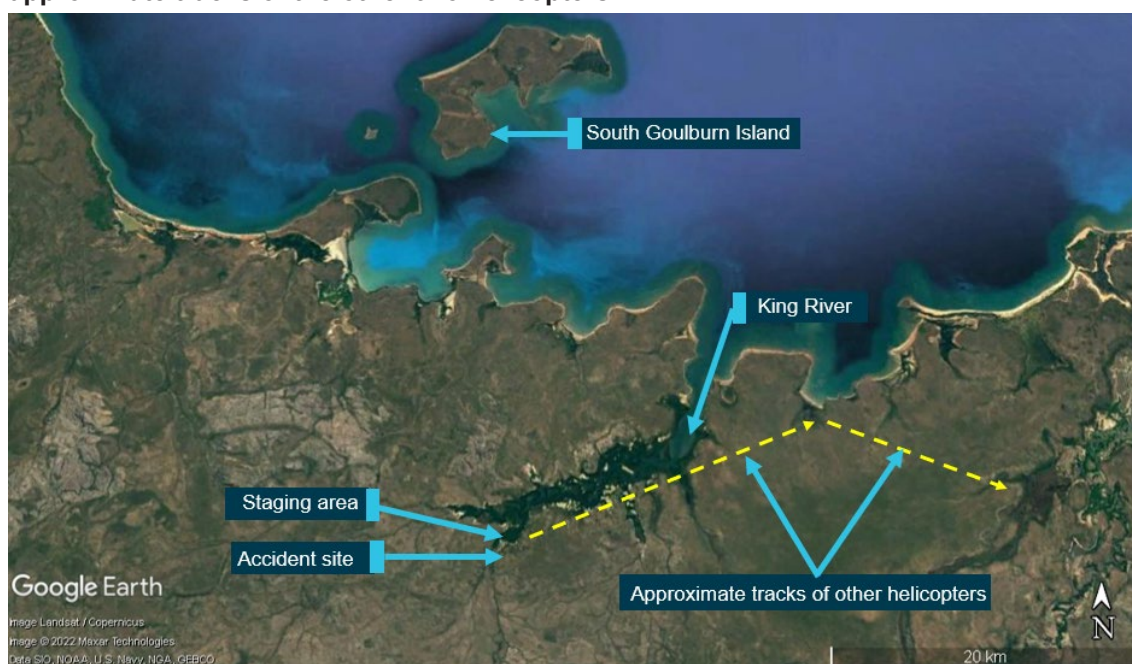 South Goulburn Island
King River
Staging area
Accident site
Approximate tracks of other helicopters
Google Earth
Image Landsat / Copernicus
Image © 2022 Maxar Technologies
Data SIO, NOAA, U.S. Navy, NGA, GEBCO
N
20 km